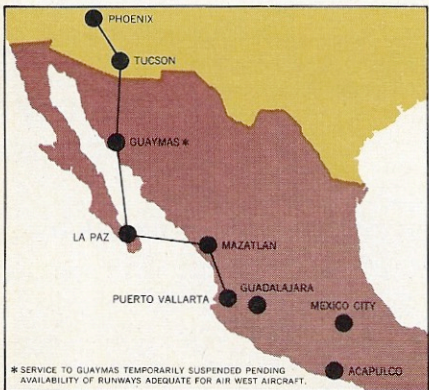 PHOENIX
TUCSON
GUAYMAS*
LA PAZ
MAZATLAN
PUERTO VALLARTA
GUADALAJARA
MEXICO CITY
* SERVICE TO GUAYMAS TEMPORARILY SUSPENDED PENDING
AVAILABILITY OF RUNWAYS ADEQUATE FOR AIR WEST AIRCRAFT.
ACAPULCO